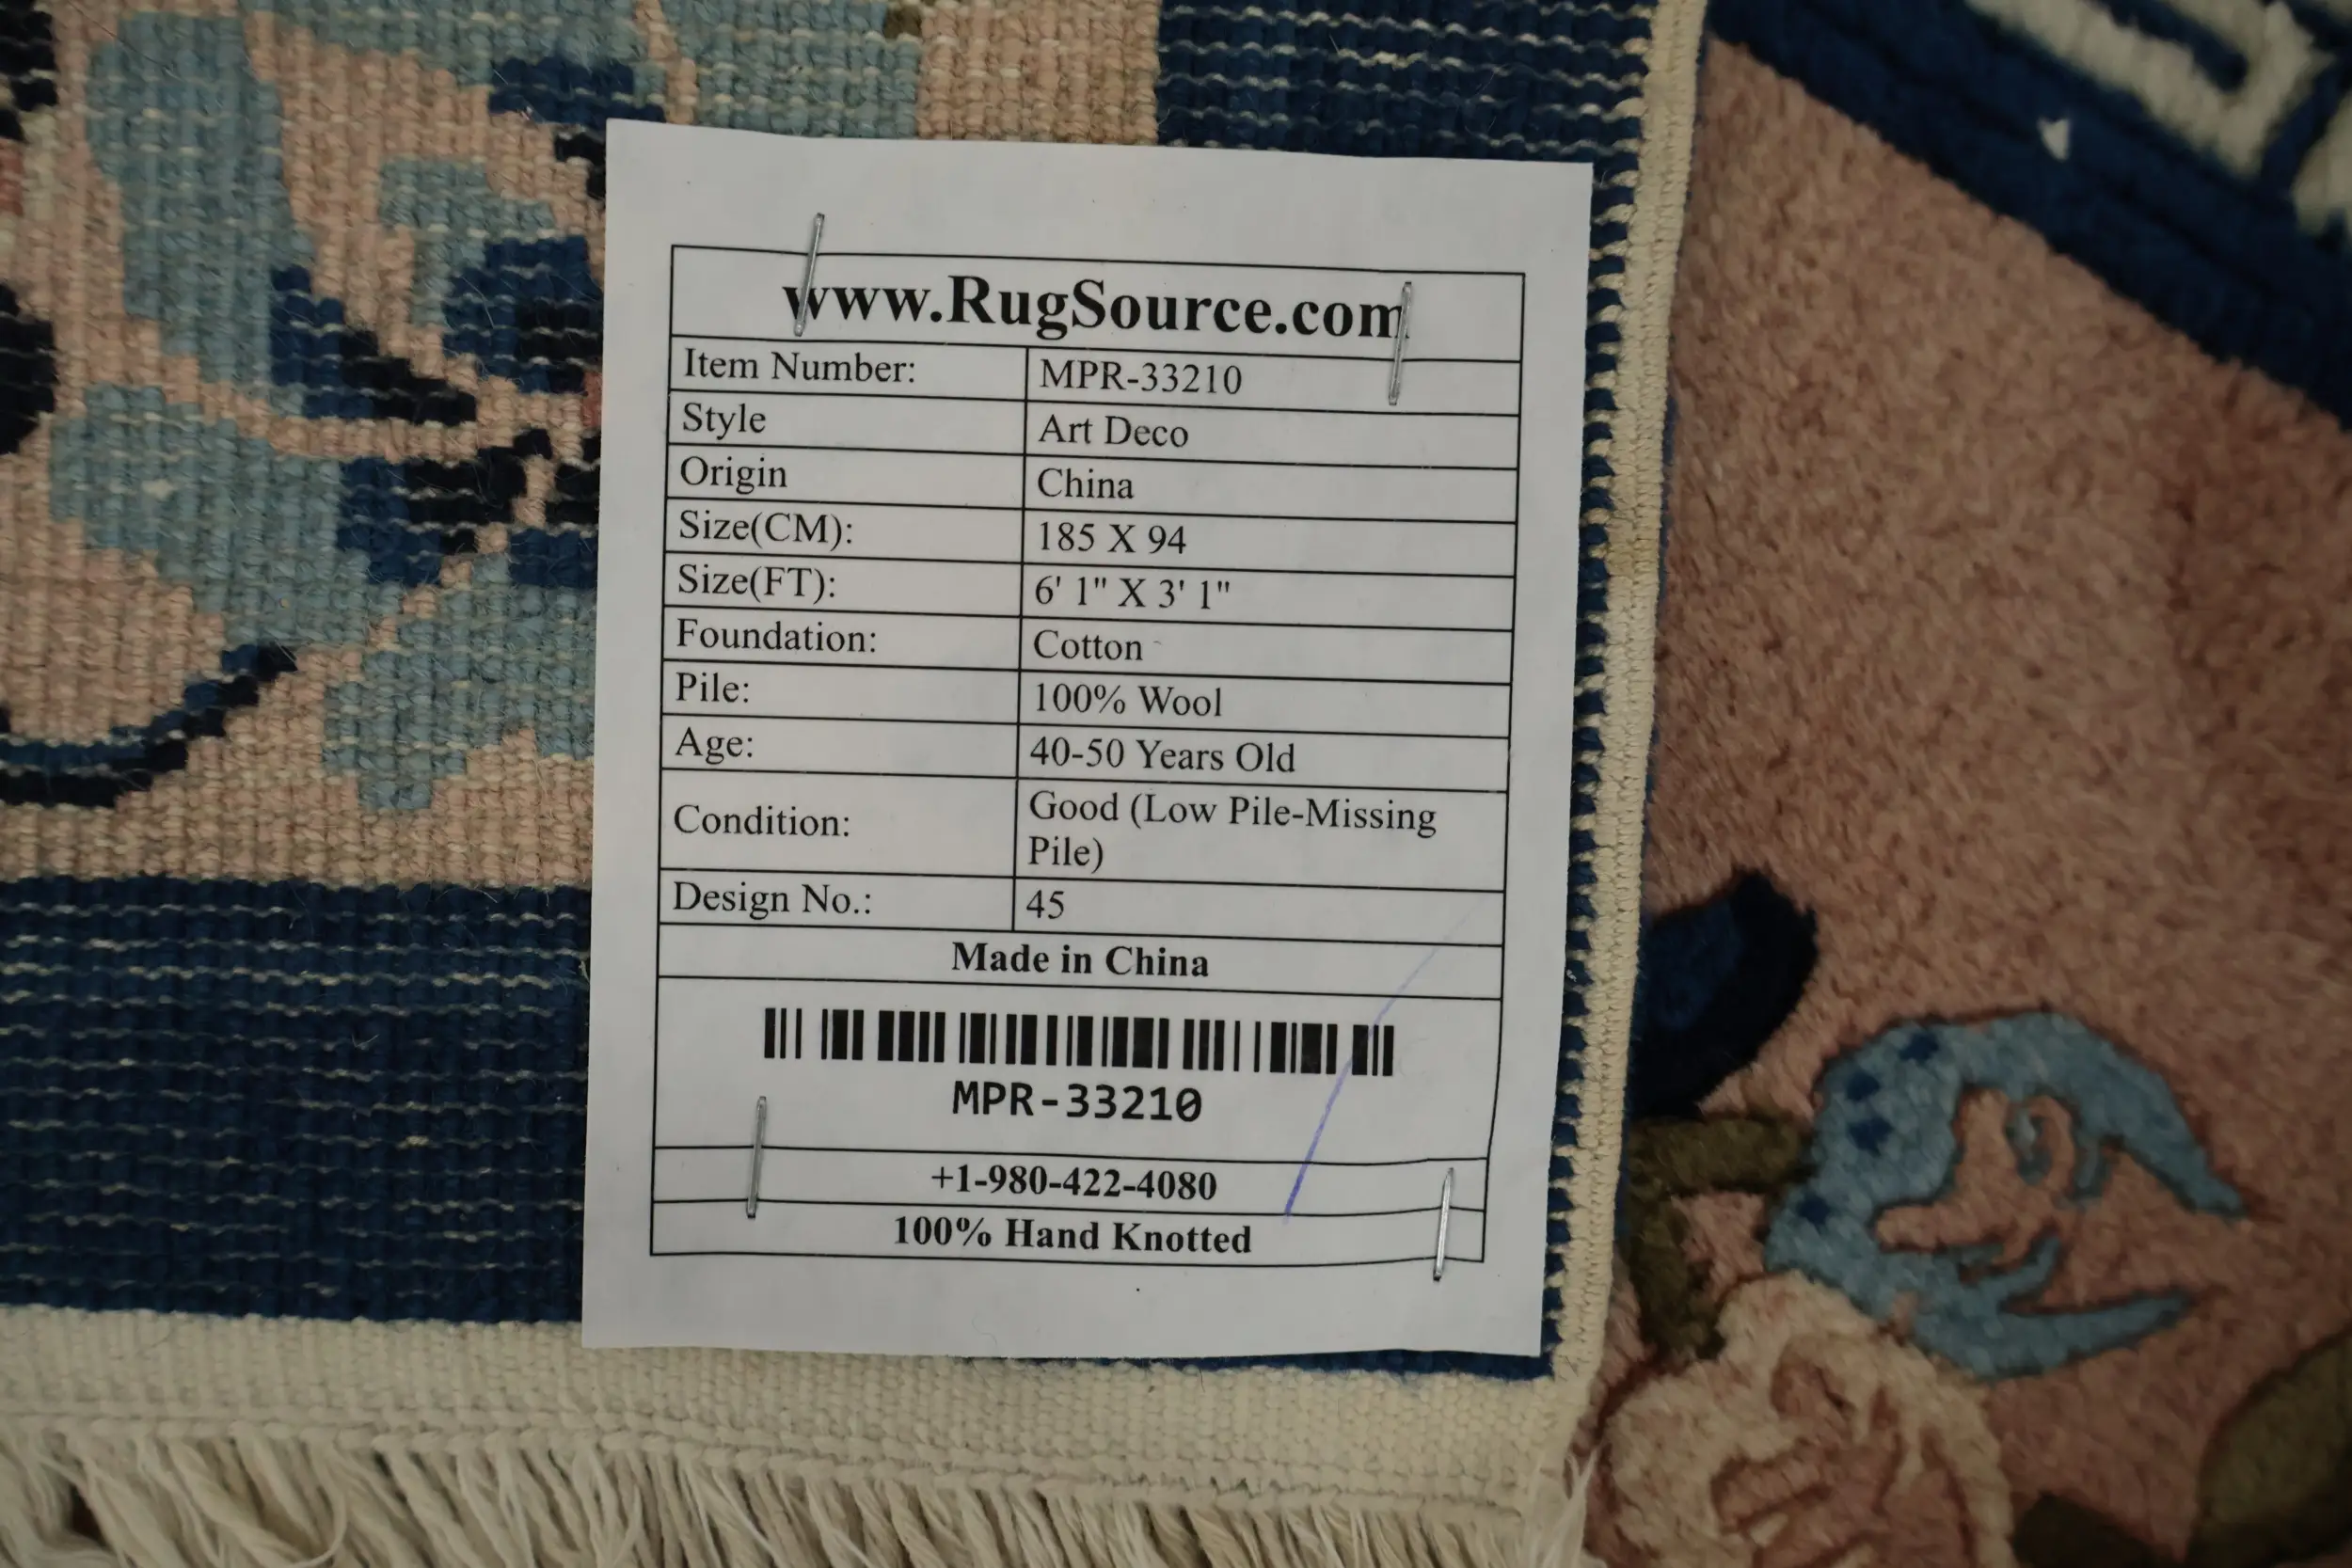 www.RugSource.com
Item Number: MPR-33210
Style Art Deco
Origin China
Size(CM): 185 X 94
Size(FT): 6' 1" X 3' 1"
Foundation: Cotton
Pile: 100% Wool
Age: 40-50 Years Old
Condition: Good (Low Pile-Missing
Pile)
Design No.: 45
Made in China
MPR-33210
+1-980-422-4080
100% Hand Knotted